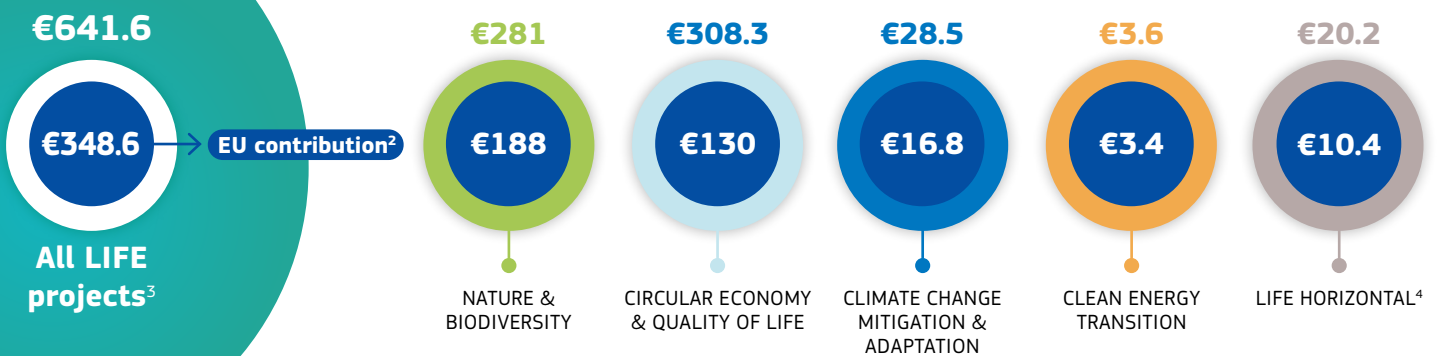 €641.6
€348.6
EU contribution²
All LIFE
projects³
€281
€188
NATURE &
BIODIVERSITY
€308.3
€130
CIRCULAR ECONOMY
& QUALITY OF LIFE
€28.5
€16.8
CLIMATE CHANGE
MITIGATION &
ADAPTATION
€3.6
€3.4
CLEAN ENERGY
TRANSITION
€20.2
€10.4
LIFE HORIZONTAL⁴